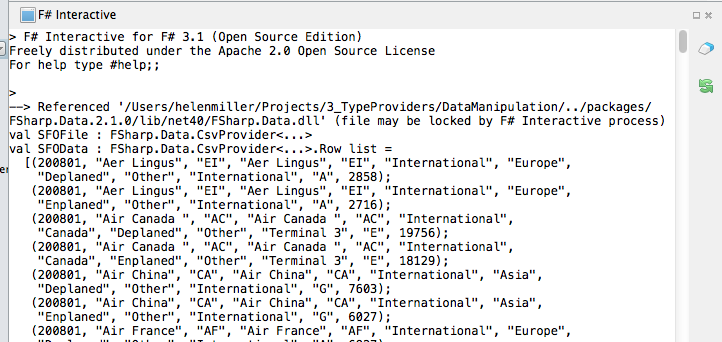 F# Interactive
> F# Interactive for F# 3.1 (Open Source Edition)
Freely distributed under the Apache 2.0 Open Source License
For help type #help;;
>
--> Referenced '/Users/helenmiller/Projects/3_TypeProviders/DataManipulation/../packages/
FSharp.Data.2.1.0/lib/net40/FSharp.Data.dll' (file may be locked by F# Interactive process)
val SFOFile : FSharp.Data.CsvProvider<...>
val SFOData : FSharp.Data.CsvProvider<...>.Row list =
[(200801, "Aer Lingus", "EI", "Aer Lingus", "EI", "International", "Europe",
"Deplaned", "Other", "International", "A", 2858);
(200801, "Aer Lingus", "EI", "Aer Lingus", "EI", "International", "Europe",
"Enplaned", "Other", "International", "A", 2716);
(200801, "Air Canada ", "AC", "Air Canada ", "AC", "International",
"Canada", "Deplaned", "Other", "Terminal 3", "E", 19756);
(200801, "Air Canada ", "AC", "Air Canada ", "AC", "International",
"Canada", "Enplaned", "Other", "Terminal 3", "E", 18129);
(200801, "Air China", "CA", "Air China", "CA", "International", "Asia",
"Deplaned", "Other", "International", "G", 7603);
(200801, "Air China", "CA", "Air China", "CA", "International", "Asia",
"Enplaned", "Other", "International", "G", 6027);
(200801, "Air France", "AF", "Air France", "AF", "International", "Europe",